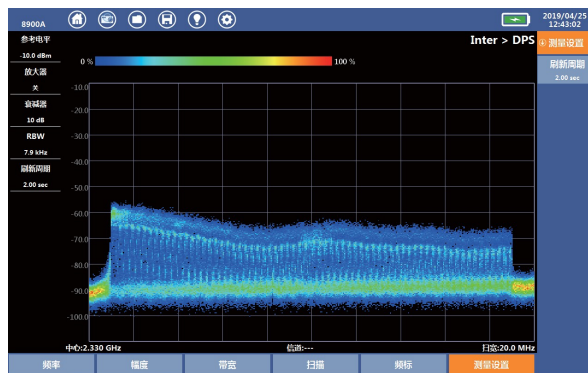 8900A
2019/04/25
12:43:02
参考电平
-10.0 dBm
放大器
关
衰减器
10 dB
RBW
7.9 kHz
刷新周期
2.00 sec
Inter > DPS
0 %
100 %
-10.0
-20.0
-30.0
-40.0
-50.0
-60.0
-70.0
-80.0
-90.0
-100.0
中心:2.330 GHz
信道:---
扫宽:20.0 MHz
测量设置
刷新周期
2.00 sec
频率
幅度
带宽
扫描
频标
测量设置